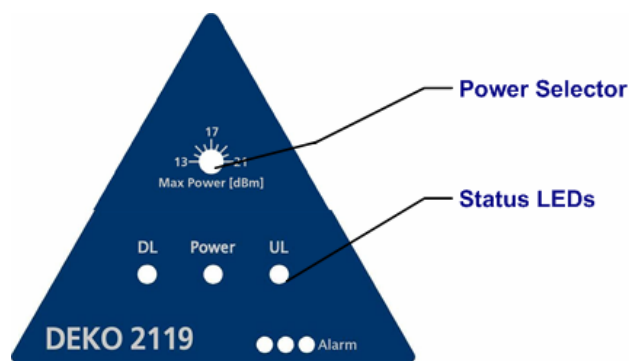 Power Selector
17
13 21
Max Power [dBm]
Status LEDs
DL Power UL
DEKO 2119
Alarm